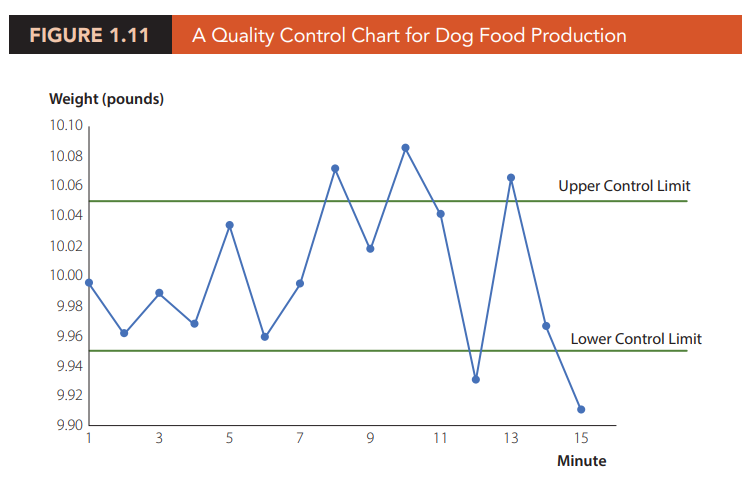 FIGURE 1.11 A Quality Control Chart for Dog Food Production
Weight (pounds)
10.10
10.08
10.06
Upper Control Limit
10.04
10.02
10.00
9.98
9.96
Lower Control Limit
9.94
9.92
9.90
1 3 5 7 9 11 13 15
Minute